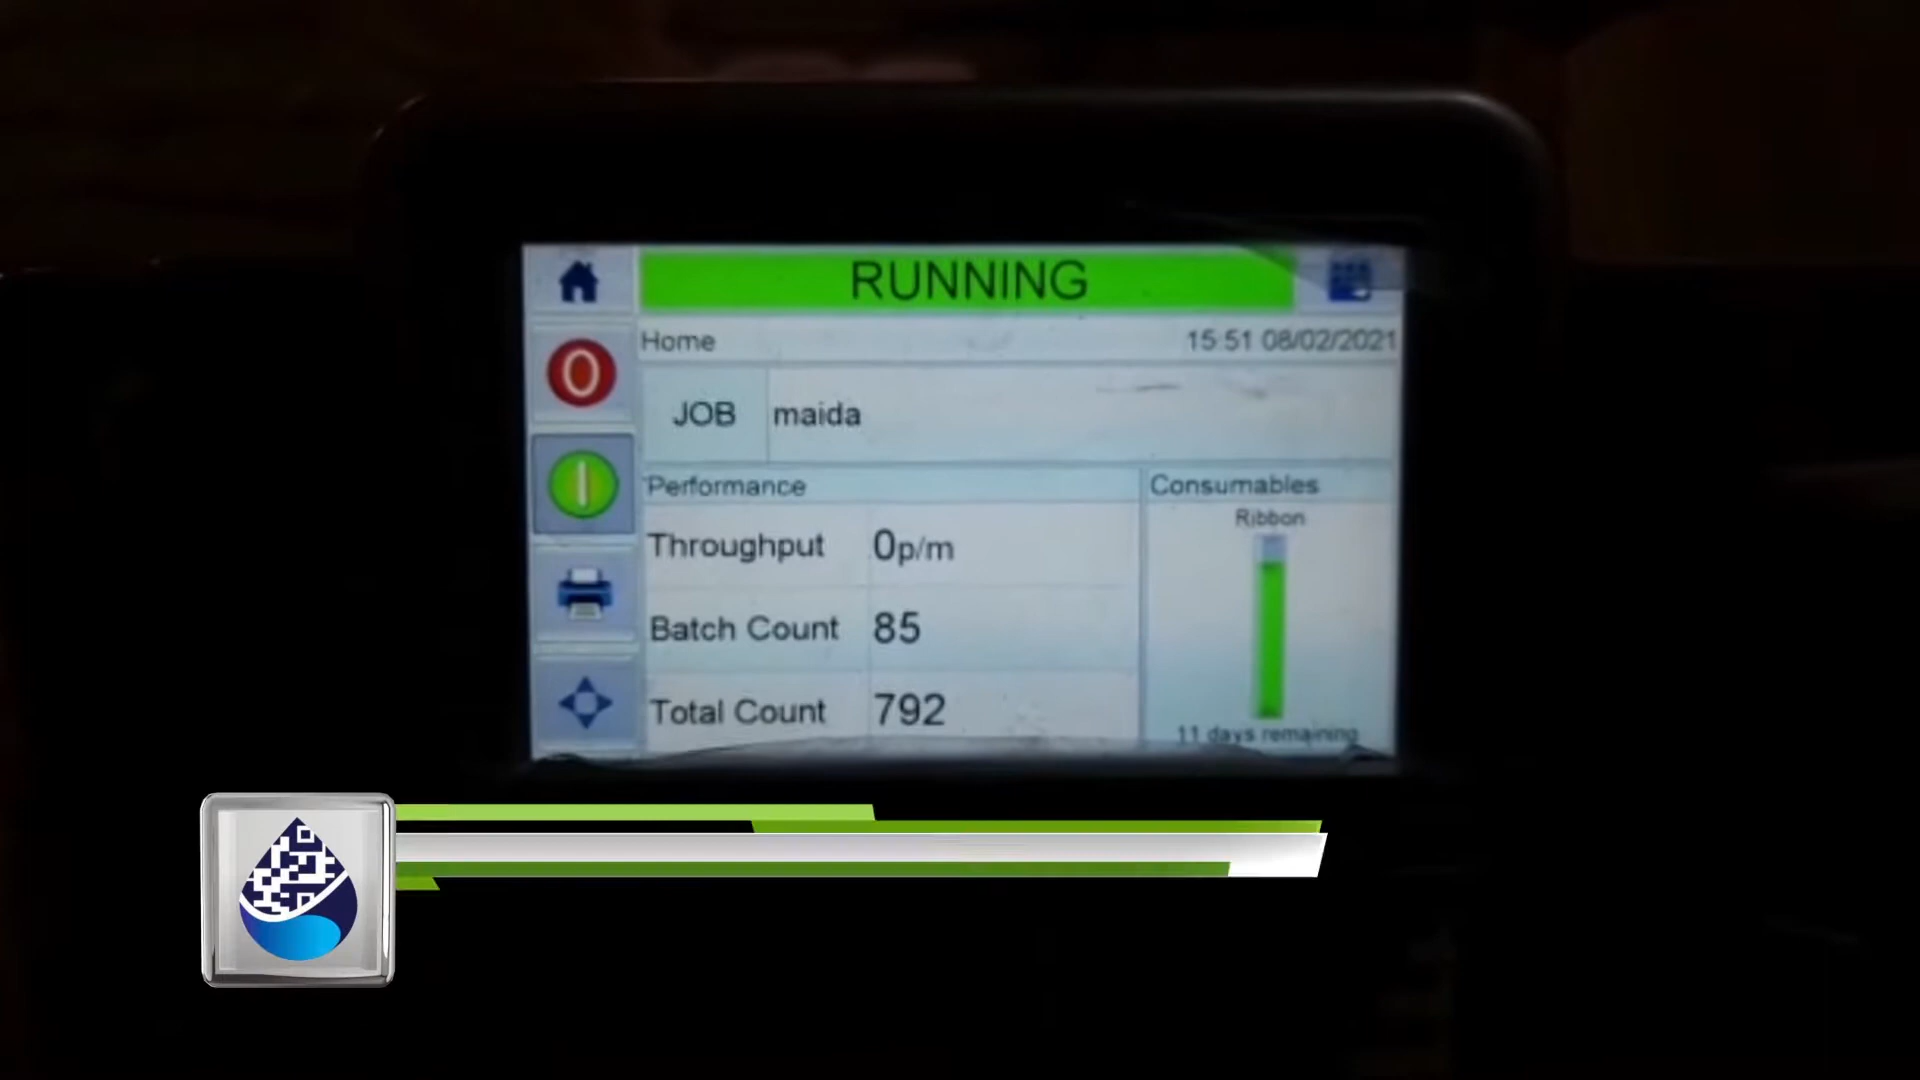 RUNNING
Home 15:51 08/02/2021
JOB maida
Performance Consumables
Ribbon
Throughput 0p/m
Batch Count 85
Total Count 792
11 days remaining